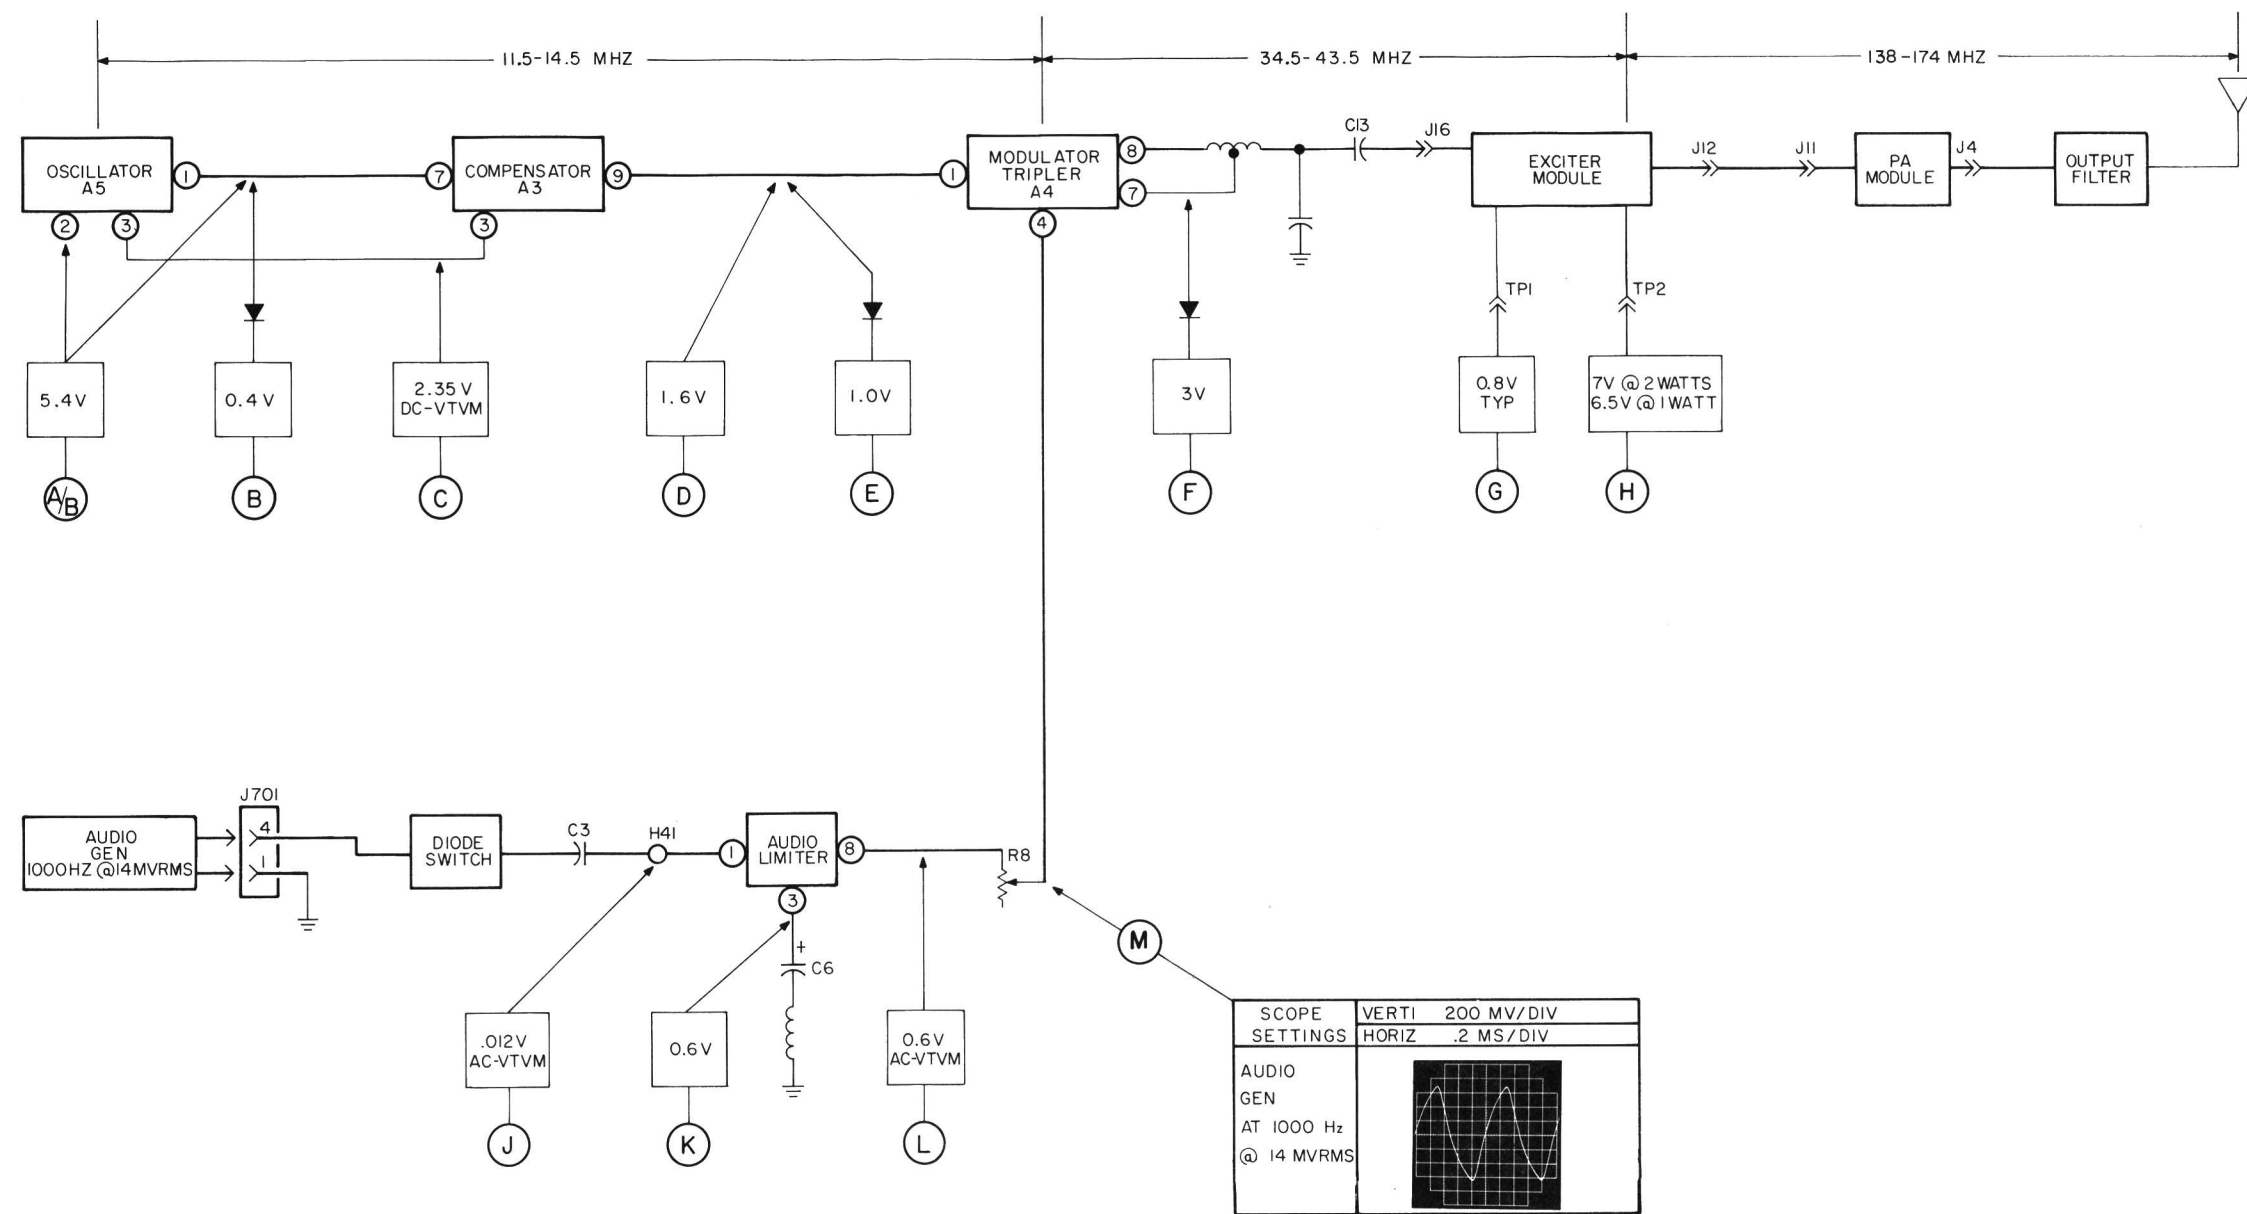 11.5-14.5 MHZ
34.5-43.5 MHZ
138-174 MHZ
OSCILLATOR
A5
1
2
3
7
COMPENSATOR
A3
9
3
1
MODULATOR
TRIPLER
A4
8
7
4
C13
J16
EXCITER
MODULE
J12
J11
PA
MODULE
J4
OUTPUT
FILTER
TP1
TP2
5.4V
0.4V
2.35V
DC-VTVM
1.6V
1.0V
3V
0.8V
TYP
7V @ 2 WATTS
6.5V @ 1 WATT
A/B
B
C
D
E
F
G
H
AUDIO
GEN
1000HZ @14MVRMS
J701
4
1
DIODE
SWITCH
C3
H41
1
AUDIO
LIMITER
8
3
R8
+
C6
M
.012V
AC-VTVM
0.6V
0.6V
AC-VTVM
J
K
L
SCOPE
SETTINGS
VERTI 200 MV/DIV
HORIZ .2 MS/DIV
AUDIO
GEN
AT 1000 Hz
@ 14 MVRMS